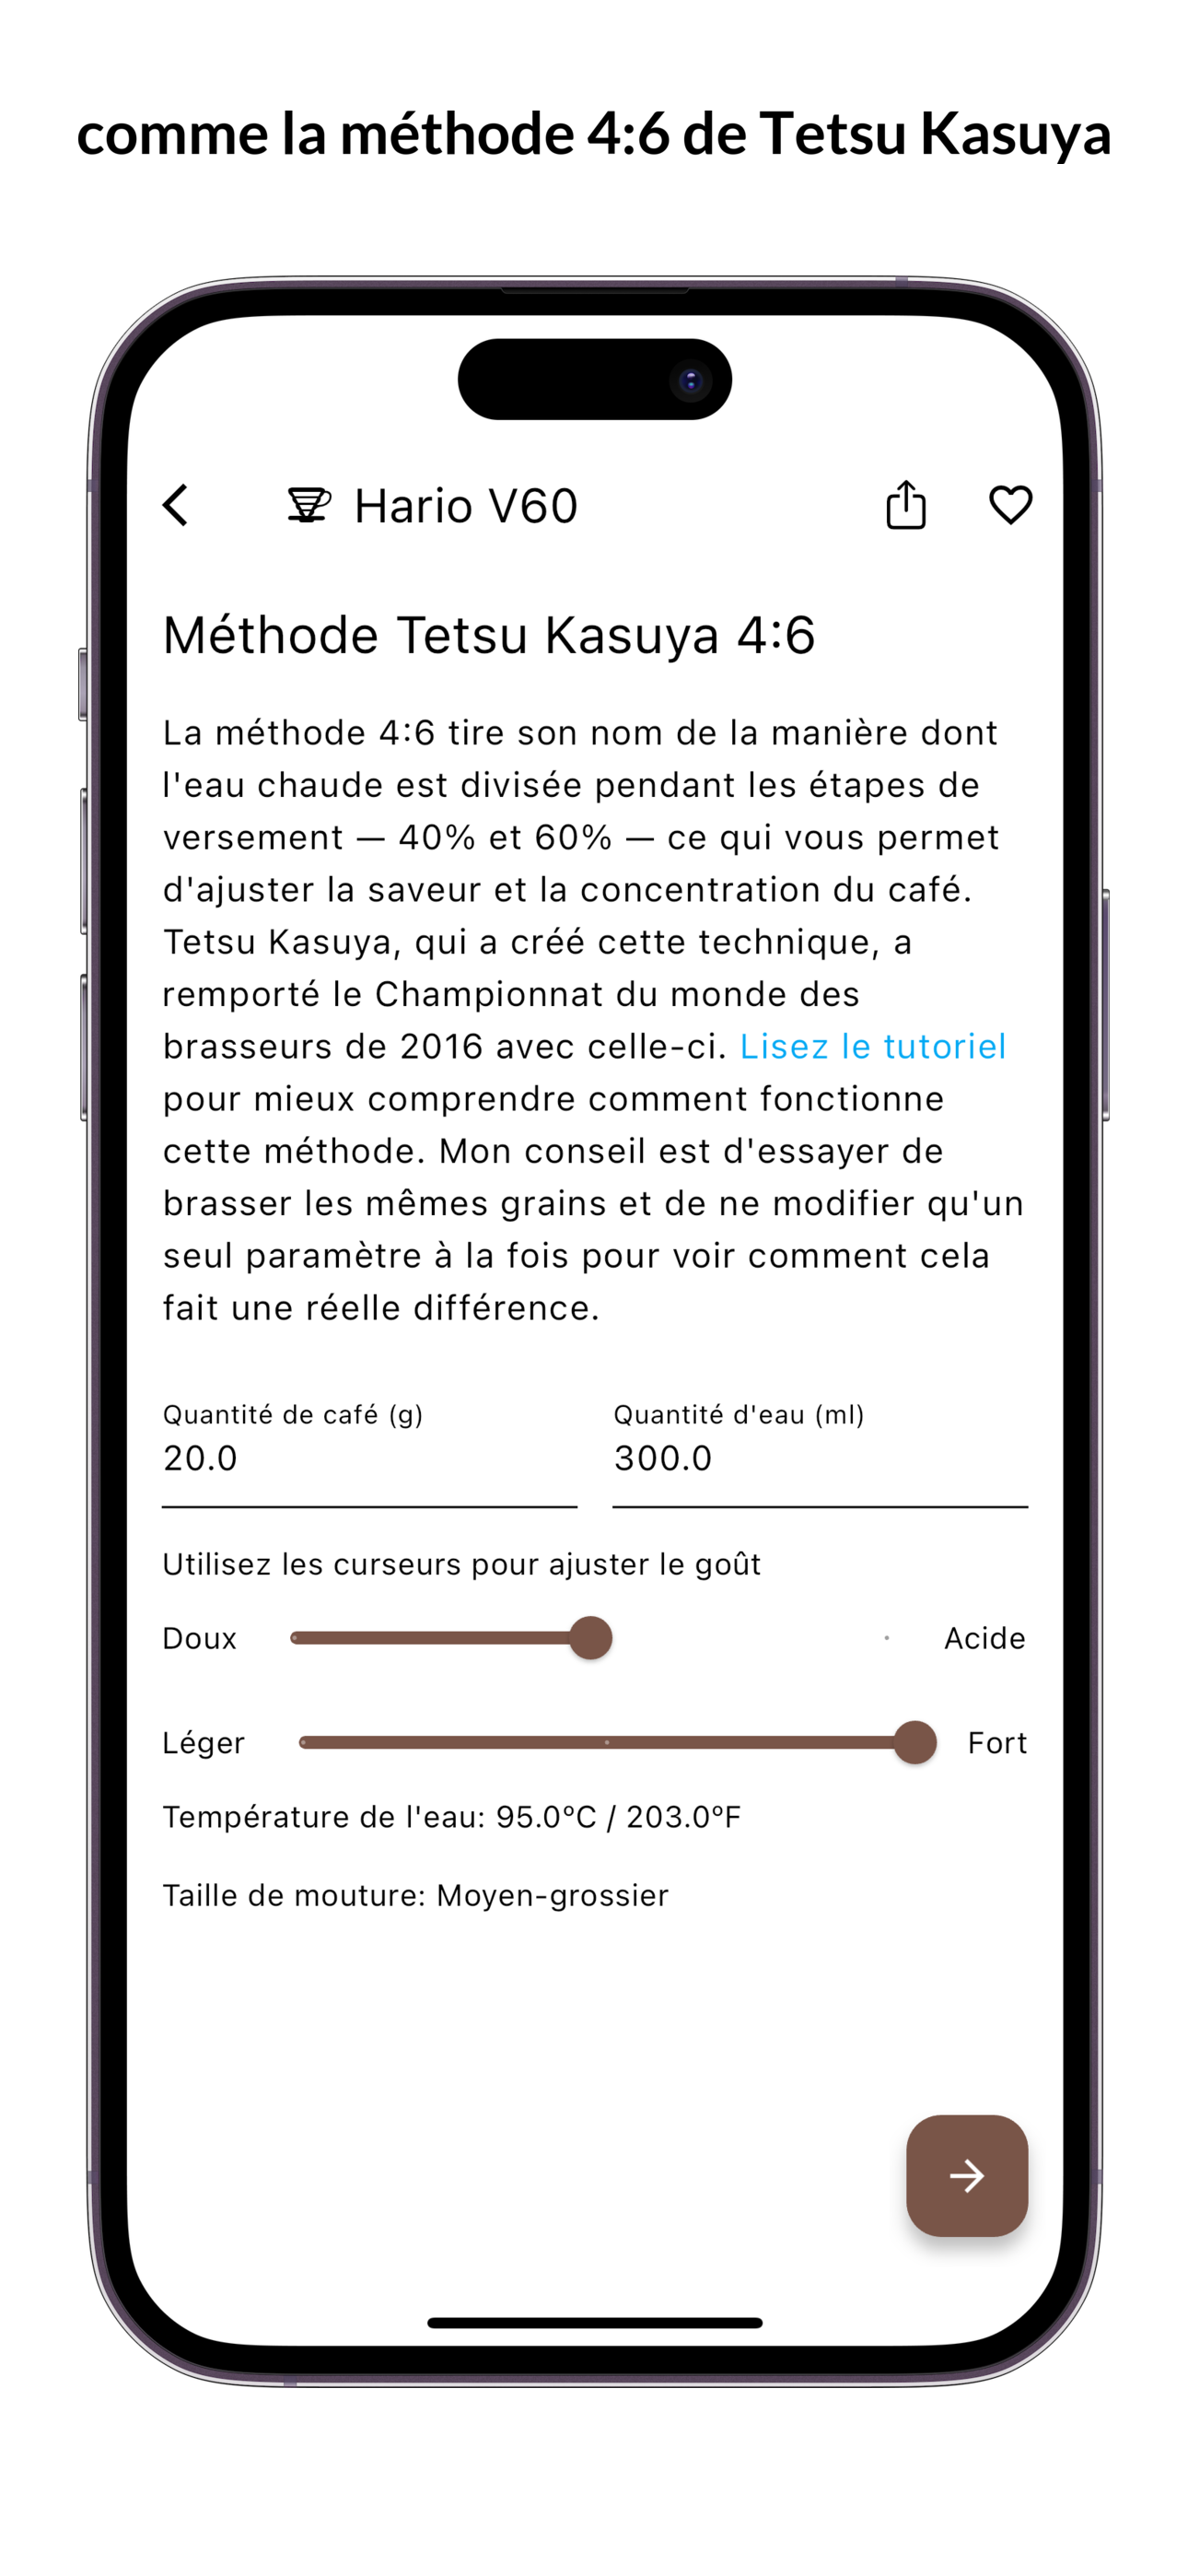 comme la méthode 4:6 de Tetsu Kasuya
Hario V60
Méthode Tetsu Kasuya 4:6
La méthode 4:6 tire son nom de la manière dont
l'eau chaude est divisée pendant les étapes de
versement — 40% et 60% — ce qui vous permet
d'ajuster la saveur et la concentration du café.
Tetsu Kasuya, qui a créé cette technique, a
remporté le Championnat du monde des
brasseurs de 2016 avec celle-ci. Lisez le tutoriel
pour mieux comprendre comment fonctionne
cette méthode. Mon conseil est d'essayer de
brasser les mêmes grains et de ne modifier qu'un
seul paramètre à la fois pour voir comment cela
fait une réelle différence.
Quantité de café (g) Quantité d'eau (ml)
20.0 300.0
Utilisez les curseurs pour ajuster le goût
Doux Acide
Léger Fort
Température de l'eau: 95.0ºC / 203.0ºF
Taille de mouture: Moyen-grossier